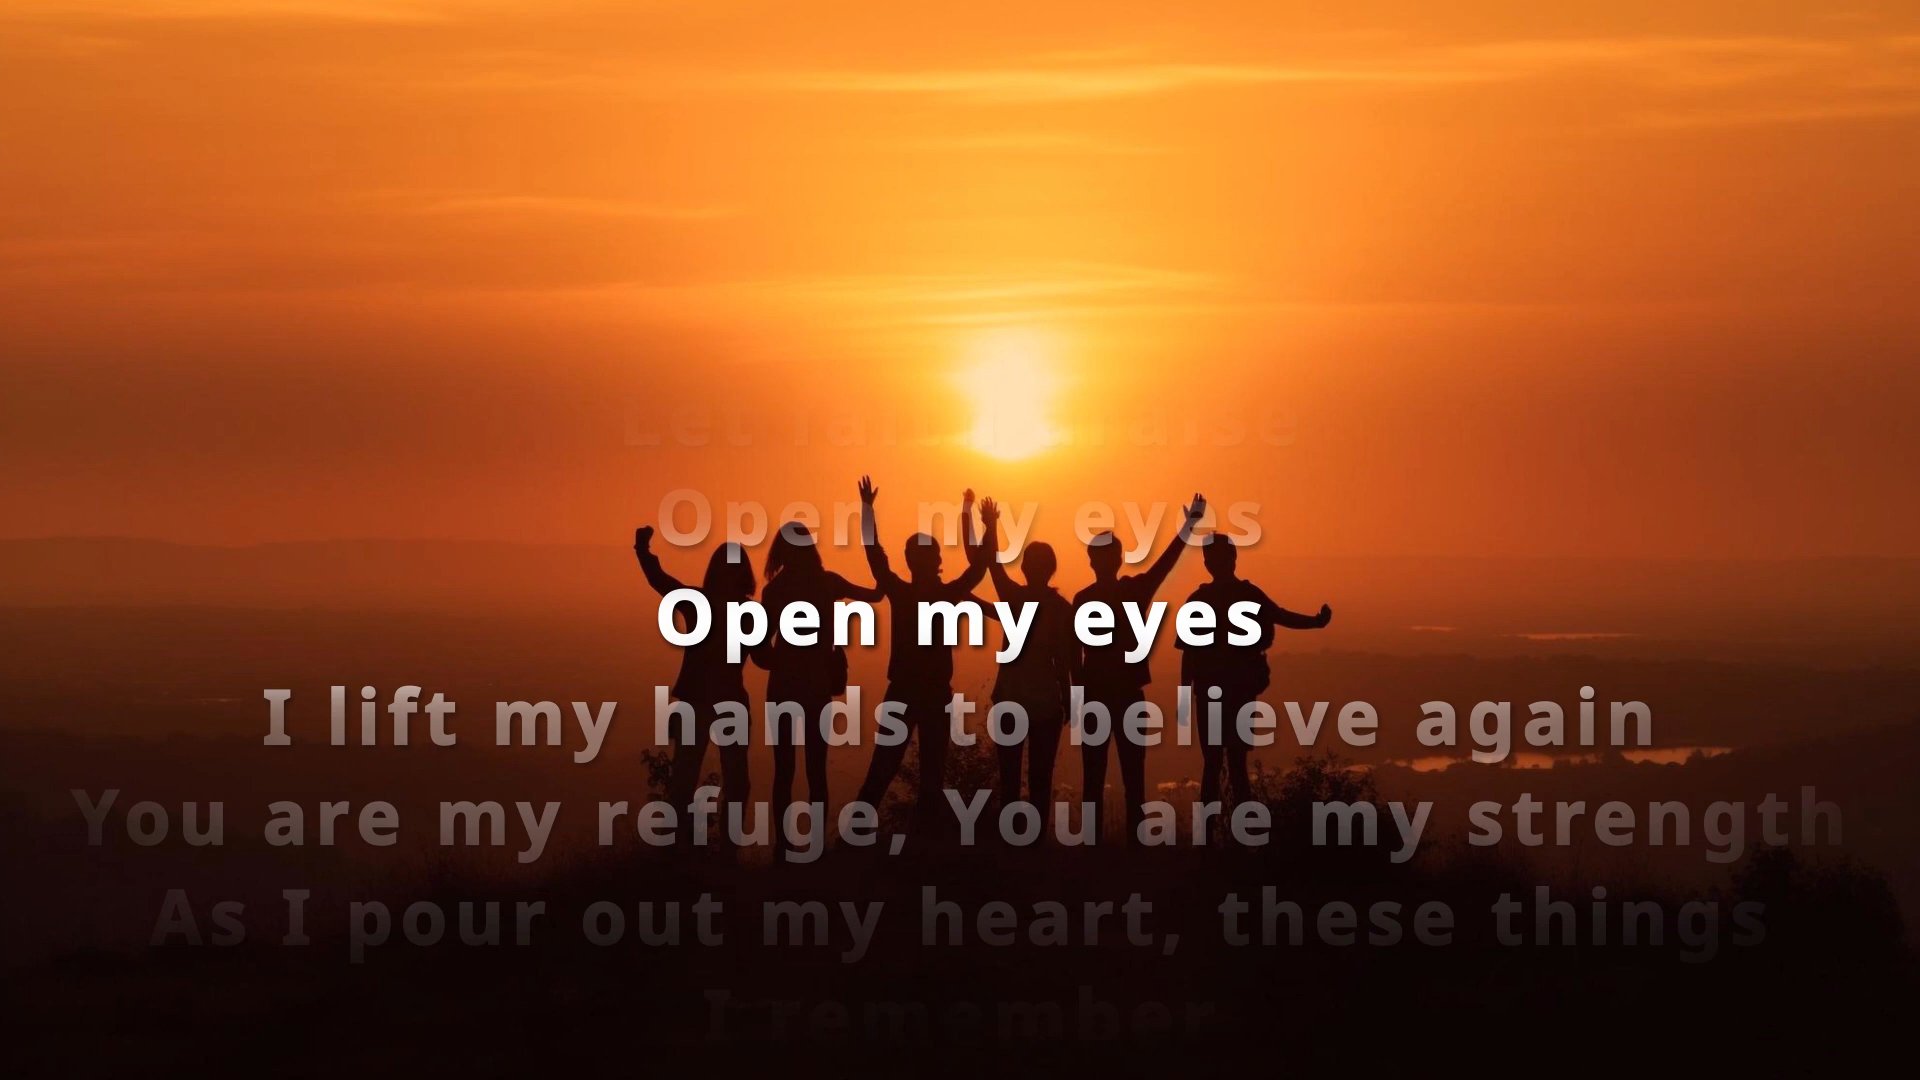 Let faith arise
Open my eyes
Open my eyes
I lift my hands to believe again
You are my refuge, You are my strength
As I pour out my heart, these things
I remember